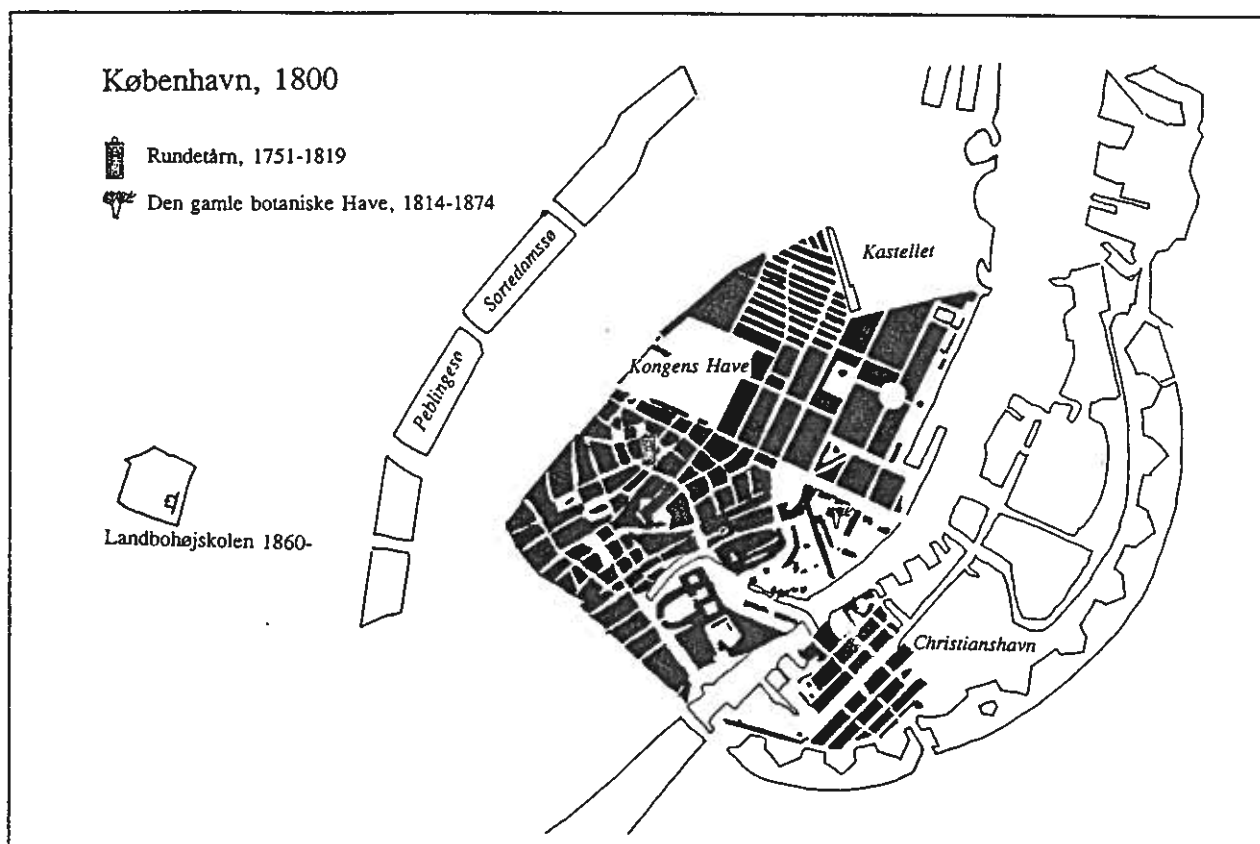 København, 1800
Rundetårn, 1751-1819
Den gamle botaniske Have, 1814-1874
Sortedamssø
Kastellet
Peblingesø
Kongens Have
Landbohøjskolen 1860-
Christianshavn